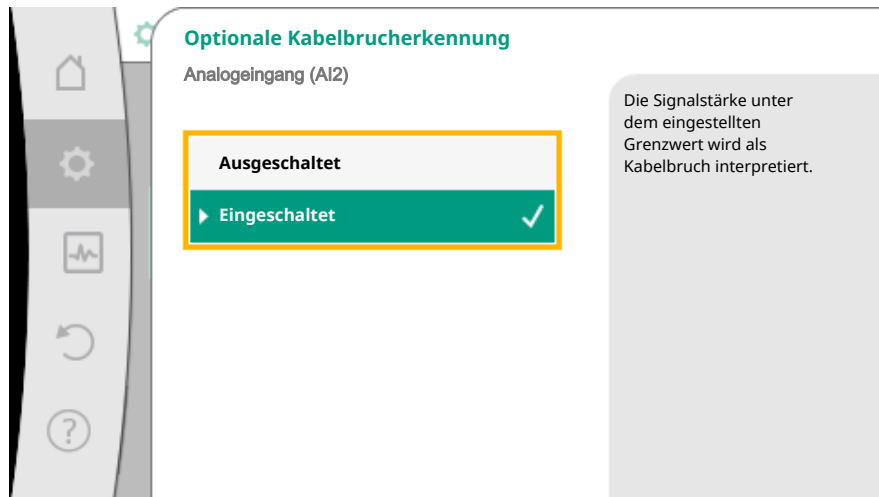 Optionale Kabelbrucherkennung
Analogeingang (AI2)
Ausgeschaltet
Eingeschaltet
Die Signalstärke unter
dem eingestellten
Grenzwert wird als
Kabelbruch interpretiert.
?